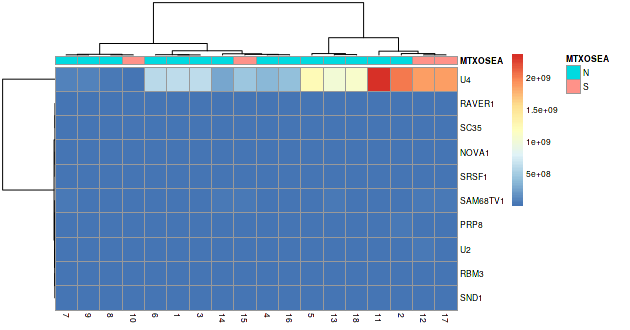 MTXOSEA
U4
RAVER1
SC35
NOVA1
SRSF1
SAM68TV1
PRP8
U2
RBM3
SND1
7 9 8 10 6 1 3 14 15 4 16 5 13 18 11 2 12 17
2e+09
1.5e+09
1e+09
5e+08
MTXOSEA
N
S